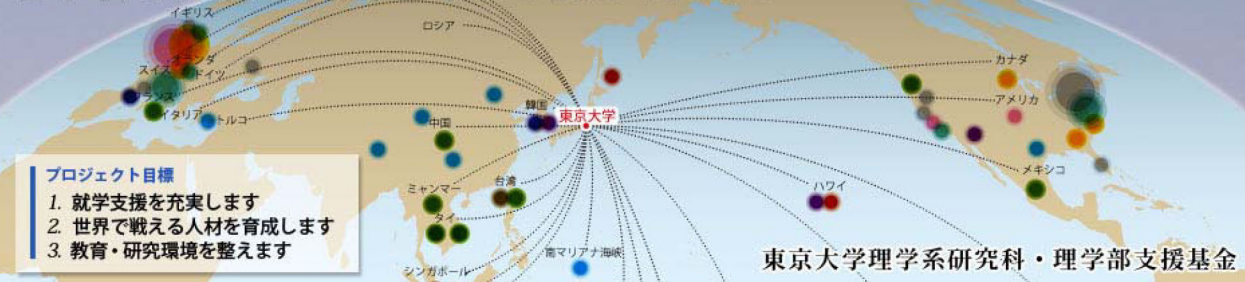 イギリス
ロシア
オランダ
スイス
ドイツ
フランス
イタリア
トルコ
韓国
東京大学
中国
カナダ
アメリカ
メキシコ
プロジェクト目標
1. 就学支援を充実します
2. 世界で戦える人材を育成します
3. 教育・研究環境を整えます
ミャンマー
台湾
タイ
ハワイ
シンガポール
南マリアナ海峡
東京大学理学系研究科・理学部支援基金